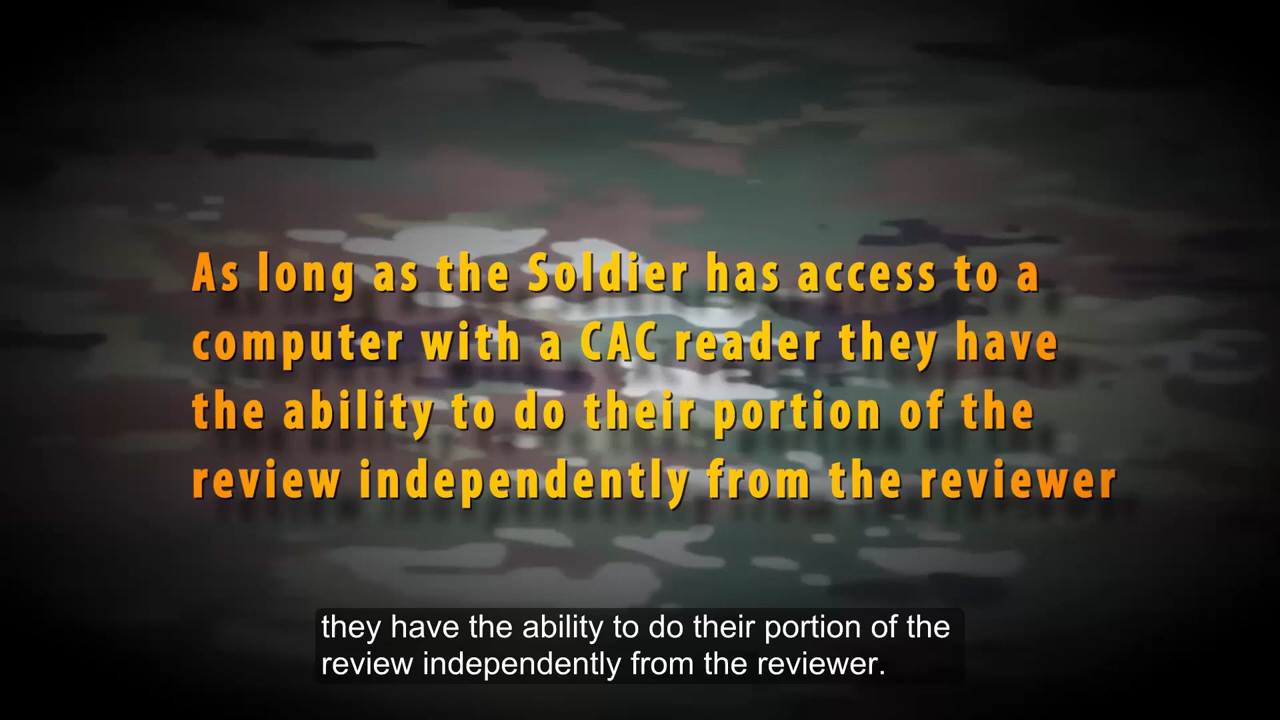 As long as the Soldier has access to a
computer with a CAC reader they have
the ability to do their portion of the
review independently from the reviewer
they have the ability to do their portion of the
review independently from the reviewer.